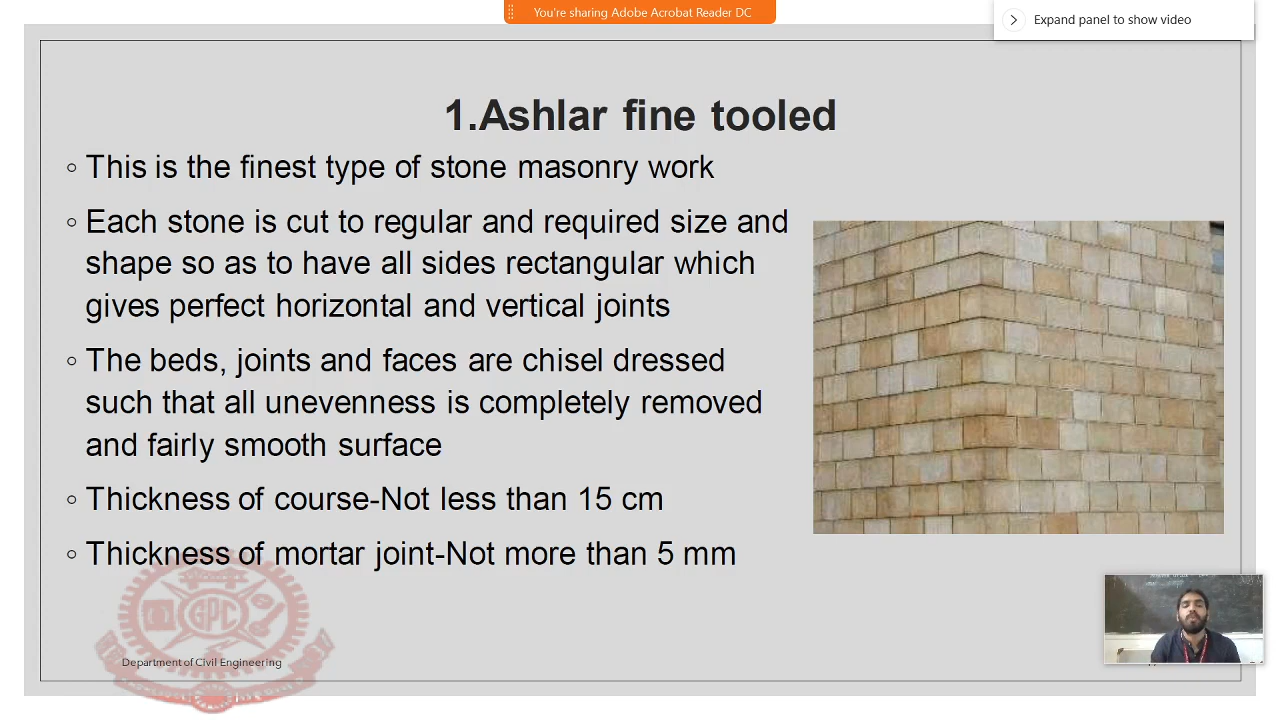 You're sharing Adobe Acrobat Reader DC
Expand panel to show video
1.Ashlar fine tooled
This is the finest type of stone masonry work
Each stone is cut to regular and required size and
shape so as to have all sides rectangular which
gives perfect horizontal and vertical joints
The beds, joints and faces are chisel dressed
such that all unevenness is completely removed
and fairly smooth surface
Thickness of course-Not less than 15 cm
Thickness of mortar joint-Not more than 5 mm
GPC
Department of Civil Engineering